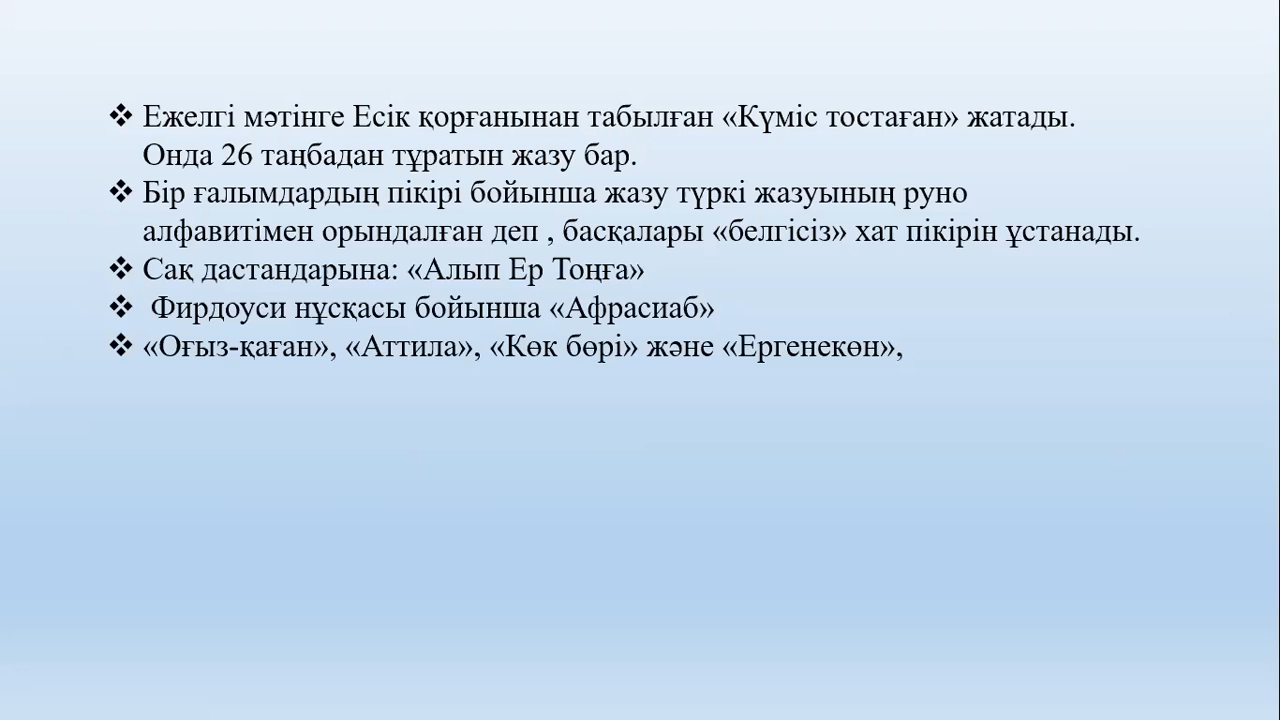 ❖ Ежелгі мәтінге Есік қорғанынан табылған «Күміс тостаған» жатады.
Онда 26 таңбадан тұратын жазу бар.
❖ Бір ғалымдардың пікірі бойынша жазу түркі жазуының руно
алфавитімен орындалған деп , басқалары «белгісіз» хат пікірін ұстанады.
❖ Сақ дастандарына: «Алып Ер Тоңға»
❖ Фирдоуси нұсқасы бойынша «Афрасиаб»
❖ «Оғыз-қаған», «Аттила», «Көк бөрі» және «Ергенекөн»,